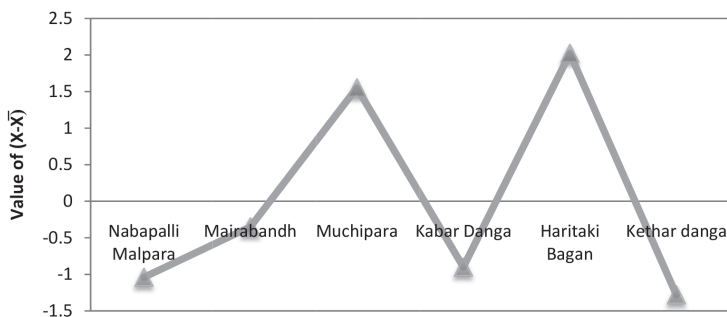 2.5
2
1.5
1
0.5
0
-0.5
-1
-1.5
Value of (X-X̅)
Nabapalli Malpara
Mairabandh
Muchipara
Kabar Danga
Haritaki Bagan
Kethar danga